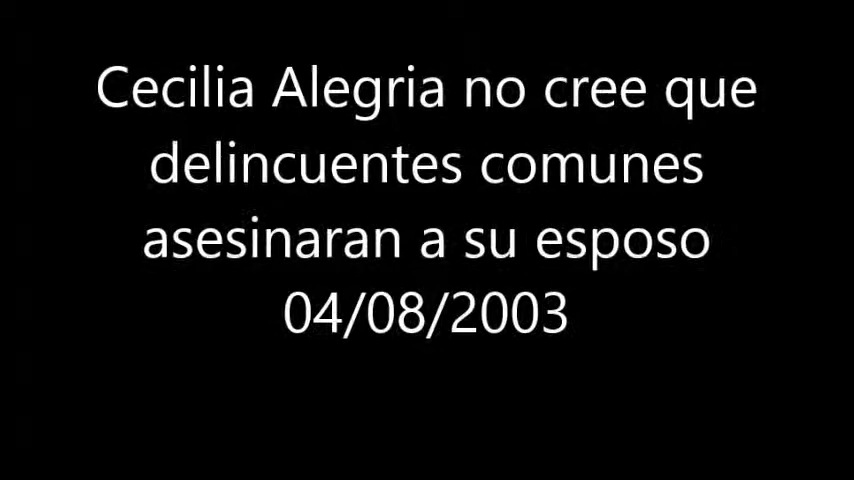 Cecilia Alegria no cree que
delincuentes comunes
asesinaran a su esposo
04/08/2003